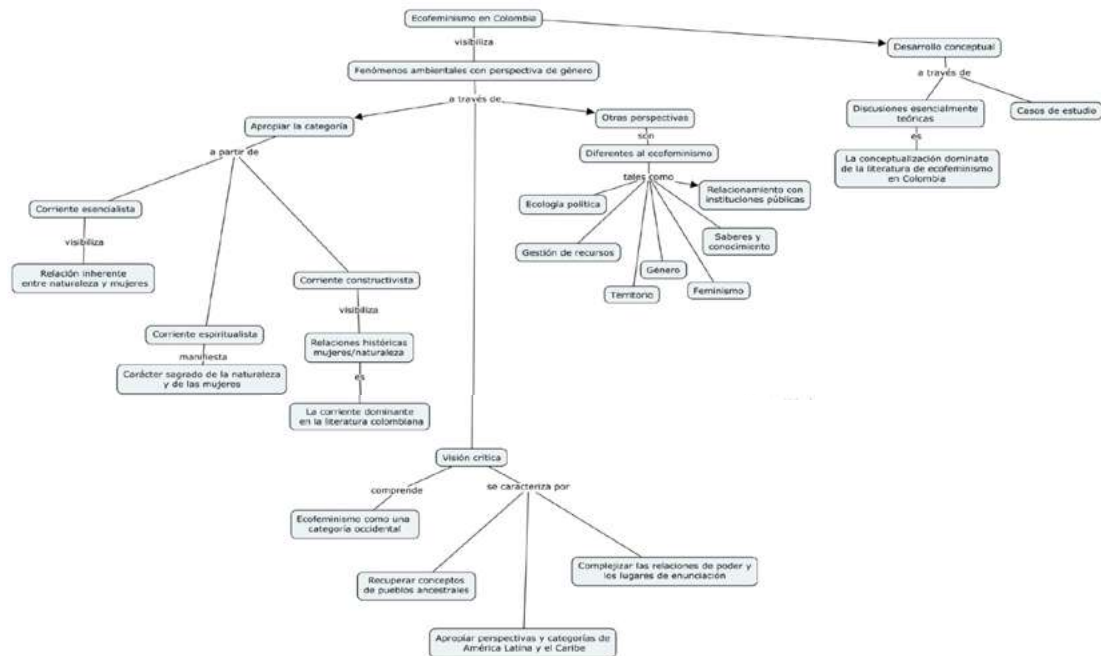 Ecofeminismo en Colombia
visibiliza
Desarrollo conceptual
Fenómenos ambientales con perspectiva de género
a través de
a través de
Discusiones esencialmente
teóricas
Casos de estudio
Apropiar la categoría
Otras perspectivas
son
es
a partir de
Diferentes al ecofeminismo
La conceptualización dominate
de la literatura de ecofeminismo
en Colombia
tales como
Relacionamiento con
instituciones públicas
Ecología política
Corriente esencialista
visibiliza
Saberes y
conocimiento
Gestión de recursos
Género
Relación inherente
entre naturaleza y mujeres
Corriente constructivista
Territorio
Feminismo
visibiliza
Corriente espiritualista
Relaciones históricas
mujeres/naturaleza
manifiesta
Carácter sagrado de la naturaleza
y de las mujeres
es
La corriente dominante
en la literatura colombiana
Visión crítica
comprende
se caracteriza por
Ecofeminismo como una
categoría occidental
Recuperar conceptos
de pueblos ancestrales
Complejizar las relaciones de poder y
los lugares de enunciación
Apropiar perspectivas y categorías de
América Latina y el Caribe